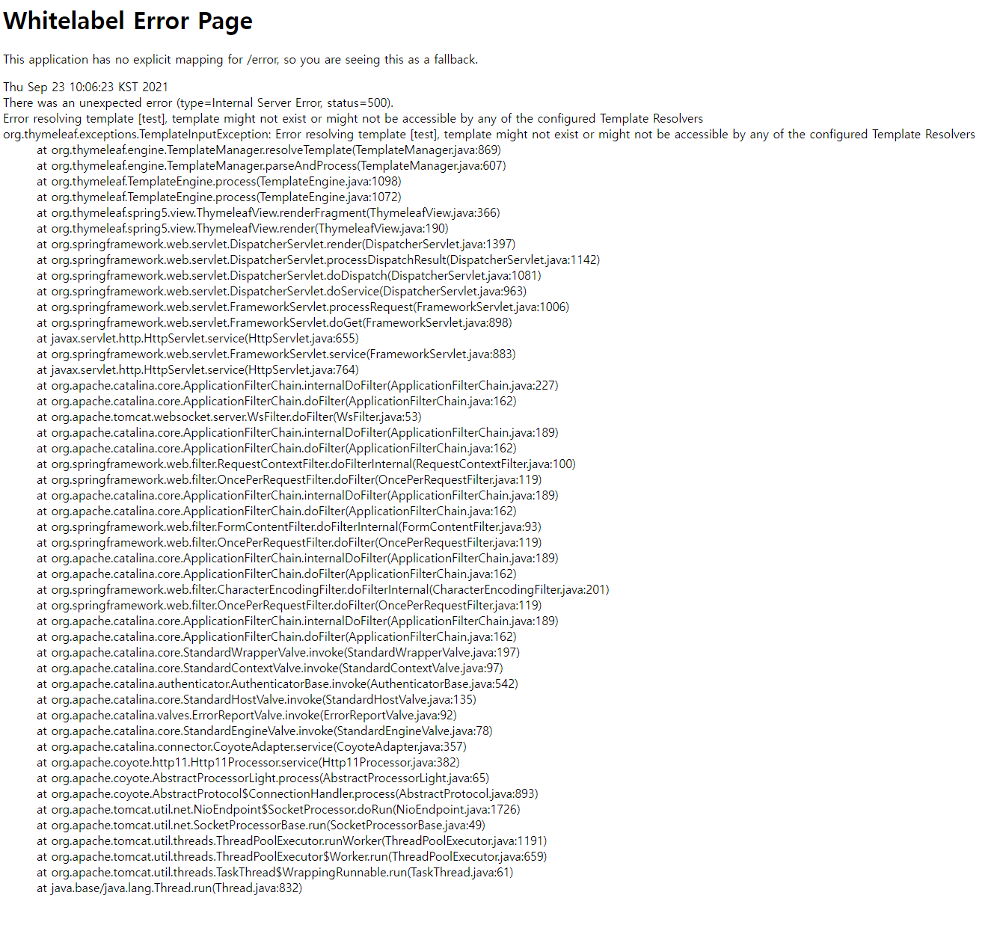 Whitelabel Error Page
This application has no explicit mapping for /error, so you are seeing this as a fallback.
Thu Sep 23 10:06:23 KST 2021
There was an unexpected error (type=Internal Server Error, status=500).
Error resolving template [test], template might not exist or might not be accessible by any of the configured Template Resolvers
org.thymeleaf.exceptions.TemplateInputException: Error resolving template [test], template might not exist or might not be accessible by any of the configured Template Resolvers
at org.thymeleaf.engine.TemplateManager.resolveTemplate(TemplateManager.java:869)
at org.thymeleaf.engine.TemplateManager.parseAndProcess(TemplateManager.java:607)
at org.thymeleaf.TemplateEngine.process(TemplateEngine.java:1098)
at org.thymeleaf.TemplateEngine.process(TemplateEngine.java:1072)
at org.thymeleaf.spring5.view.ThymeleafView.renderFragment(ThymeleafView.java:366)
at org.thymeleaf.spring5.view.ThymeleafView.render(ThymeleafView.java:190)
at org.springframework.web.servlet.DispatcherServlet.render(DispatcherServlet.java:1397)
at org.springframework.web.servlet.DispatcherServlet.processDispatchResult(DispatcherServlet.java:1142)
at org.springframework.web.servlet.DispatcherServlet.doDispatch(DispatcherServlet.java:1081)
at org.springframework.web.servlet.DispatcherServlet.doService(DispatcherServlet.java:963)
at org.springframework.web.servlet.FrameworkServlet.processRequest(FrameworkServlet.java:1006)
at org.springframework.web.servlet.FrameworkServlet.doGet(FrameworkServlet.java:898)
at javax.servlet.http.HttpServlet.service(HttpServlet.java:655)
at org.springframework.web.servlet.FrameworkServlet.service(FrameworkServlet.java:883)
at javax.servlet.http.HttpServlet.service(HttpServlet.java:764)
at org.apache.catalina.core.ApplicationFilterChain.internalDoFilter(ApplicationFilterChain.java:227)
at org.apache.catalina.core.ApplicationFilterChain.doFilter(ApplicationFilterChain.java:162)
at org.apache.tomcat.websocket.server.WsFilter.doFilter(WsFilter.java:53)
at org.apache.catalina.core.ApplicationFilterChain.internalDoFilter(ApplicationFilterChain.java:189)
at org.apache.catalina.core.ApplicationFilterChain.doFilter(ApplicationFilterChain.java:162)
at org.springframework.web.filter.RequestContextFilter.doFilterInternal(RequestContextFilter.java:100)
at org.springframework.web.filter.OncePerRequestFilter.doFilter(OncePerRequestFilter.java:119)
at org.apache.catalina.core.ApplicationFilterChain.internalDoFilter(ApplicationFilterChain.java:189)
at org.apache.catalina.core.ApplicationFilterChain.doFilter(ApplicationFilterChain.java:162)
at org.springframework.web.filter.FormContentFilter.doFilterInternal(FormContentFilter.java:93)
at org.springframework.web.filter.OncePerRequestFilter.doFilter(OncePerRequestFilter.java:119)
at org.apache.catalina.core.ApplicationFilterChain.internalDoFilter(ApplicationFilterChain.java:189)
at org.apache.catalina.core.ApplicationFilterChain.doFilter(ApplicationFilterChain.java:162)
at org.springframework.web.filter.CharacterEncodingFilter.doFilterInternal(CharacterEncodingFilter.java:201)
at org.springframework.web.filter.OncePerRequestFilter.doFilter(OncePerRequestFilter.java:119)
at org.apache.catalina.core.ApplicationFilterChain.internalDoFilter(ApplicationFilterChain.java:189)
at org.apache.catalina.core.ApplicationFilterChain.doFilter(ApplicationFilterChain.java:162)
at org.apache.catalina.core.StandardWrapperValve.invoke(StandardWrapperValve.java:197)
at org.apache.catalina.core.StandardContextValve.invoke(StandardContextValve.java:97)
at org.apache.catalina.authenticator.AuthenticatorBase.invoke(AuthenticatorBase.java:542)
at org.apache.catalina.core.StandardHostValve.invoke(StandardHostValve.java:135)
at org.apache.catalina.valves.ErrorReportValve.invoke(ErrorReportValve.java:92)
at org.apache.catalina.core.StandardEngineValve.invoke(StandardEngineValve.java:78)
at org.apache.catalina.connector.CoyoteAdapter.service(CoyoteAdapter.java:357)
at org.apache.coyote.http11.Http11Processor.service(Http11Processor.java:382)
at org.apache.coyote.AbstractProcessorLight.process(AbstractProcessorLight.java:65)
at org.apache.coyote.AbstractProtocol$ConnectionHandler.process(AbstractProtocol.java:893)
at org.apache.tomcat.util.net.NioEndpoint$SocketProcessor.doRun(NioEndpoint.java:1726)
at org.apache.tomcat.util.net.SocketProcessorBase.run(SocketProcessorBase.java:49)
at org.apache.tomcat.util.threads.ThreadPoolExecutor.runWorker(ThreadPoolExecutor.java:1191)
at org.apache.tomcat.util.threads.ThreadPoolExecutor$Worker.run(ThreadPoolExecutor.java:659)
at org.apache.tomcat.util.threads.TaskThread$WrappingRunnable.run(TaskThread.java:61)
at java.base/java.lang.Thread.run(Thread.java:832)